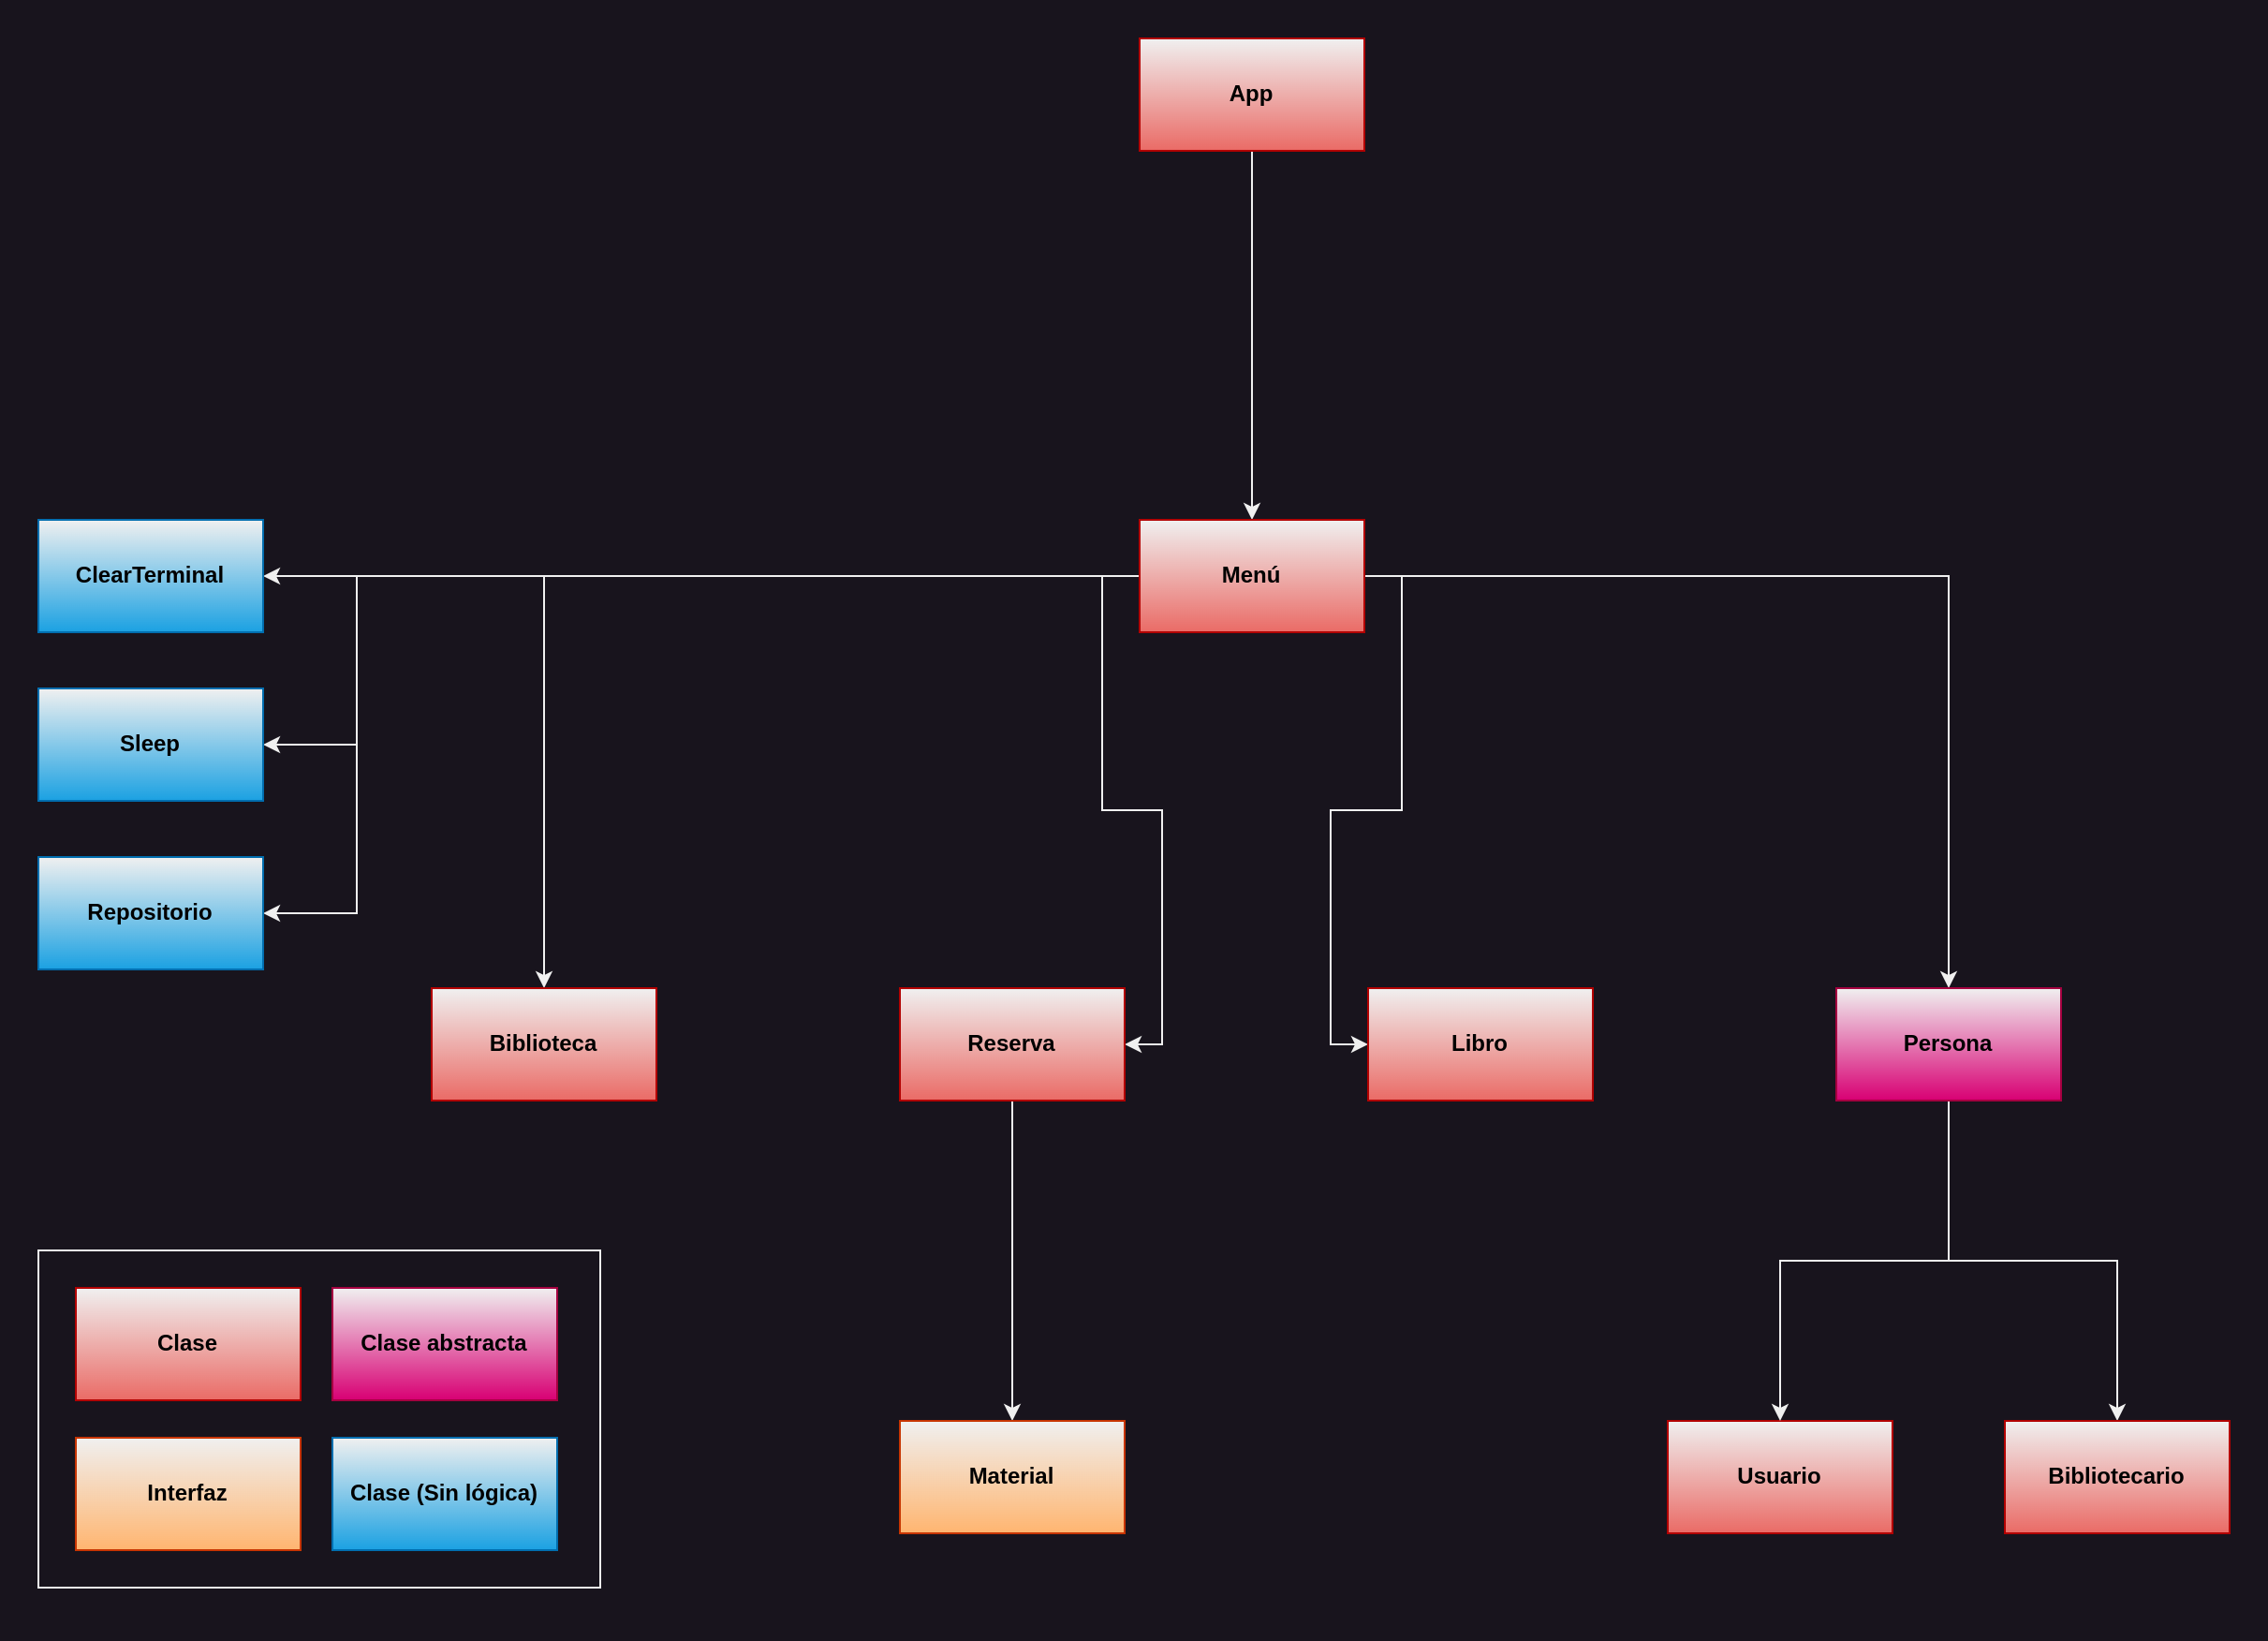 App
ClearTerminal
Menú
Sleep
Repositorio
Biblioteca
Reserva
Libro
Persona
Clase
Clase abstracta
Interfaz
Clase (Sin lógica)
Material
Usuario
Bibliotecario